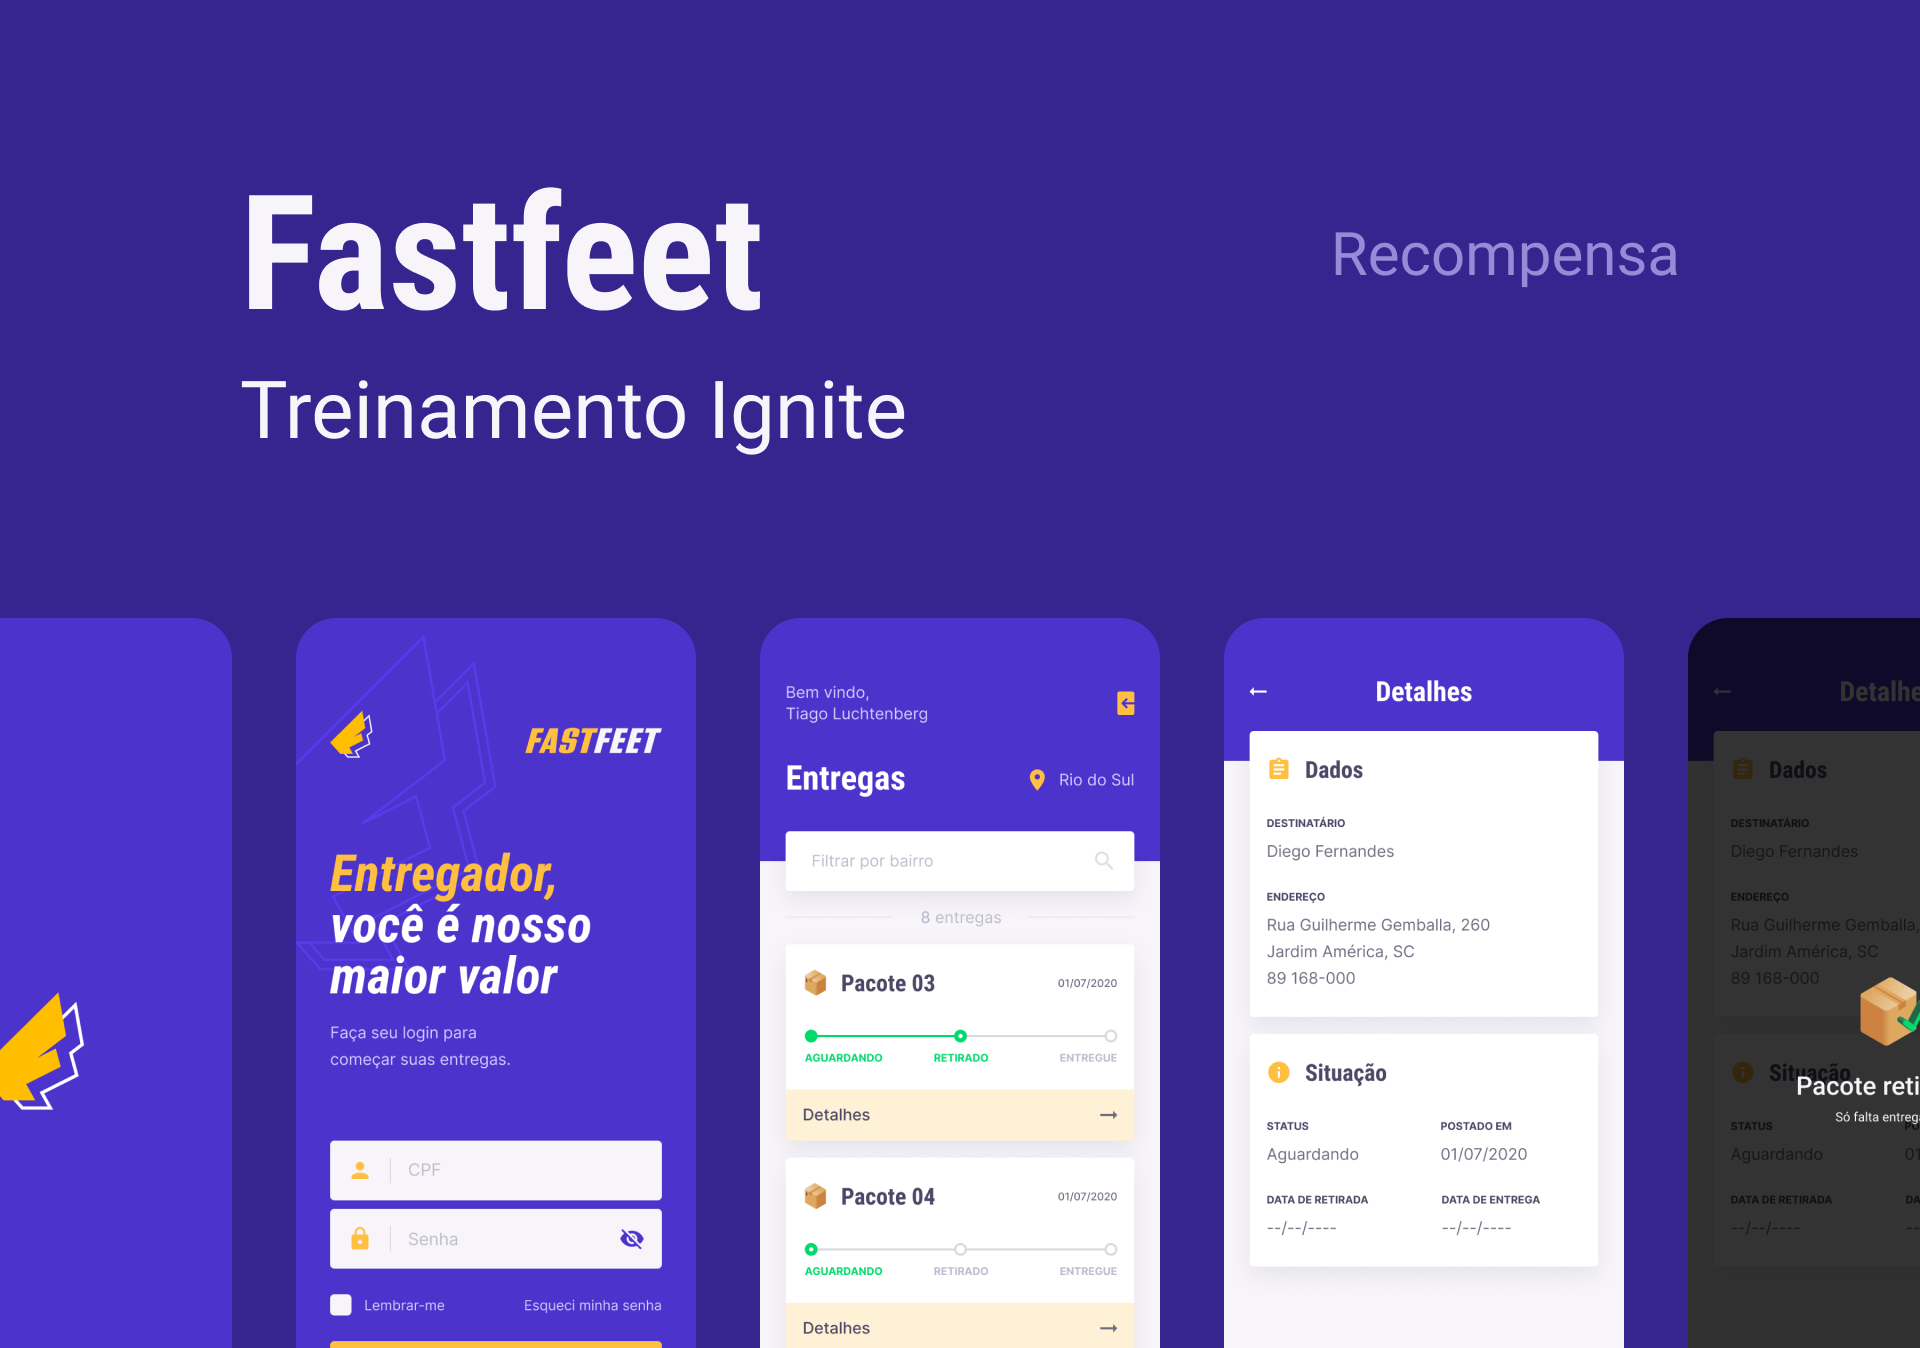 Fastfeet
Recompensa
Treinamento Ignite
FASTFEET
Entregador,
você é nosso
maior valor
Faça seu login para
começar suas entregas.
CPF
Senha
Lembrar-me
Esqueci minha senha
Bem vindo,
Tiago Luchtenberg
Entregas
Rio do Sul
Filtrar por bairro
8 entregas
Pacote 03
01/07/2020
AGUARDANDO
RETIRADO
ENTREGUE
Detalhes
Pacote 04
01/07/2020
AGUARDANDO
RETIRADO
ENTREGUE
Detalhes
Detalhes
Dados
DESTINATÁRIO
Diego Fernandes
ENDEREÇO
Rua Guilherme Gemballa, 260
Jardim América, SC
89 168-000
Situação
STATUS
POSTADO EM
Aguardando
01/07/2020
DATA DE RETIRADA
DATA DE ENTREGA
--/--/----
--/--/----
Detalhe
Dados
DESTINATÁRIO
Diego Fernandes
ENDEREÇO
Rua Guilherme Gemballa,
Jardim América, SC
89 168-000
Situação
Pacote reti
Só falta entrega
STATUS
Aguardando
01
DATA DE RETIRADA
DA
--/--/----
--